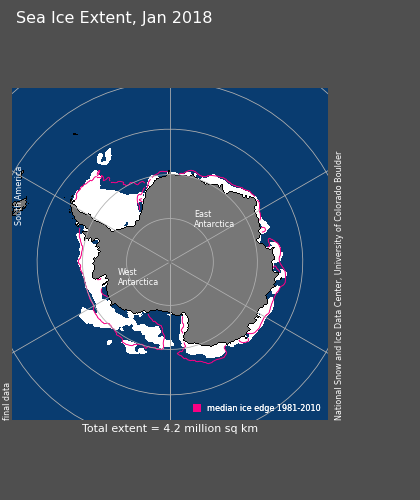 Sea Ice Extent, Jan 2018
South America
East
Antarctica
West
Antarctica
National Snow and Ice Data Center, University of Colorado Boulder
final data
median ice edge 1981-2010
Total extent = 4.2 million sq km